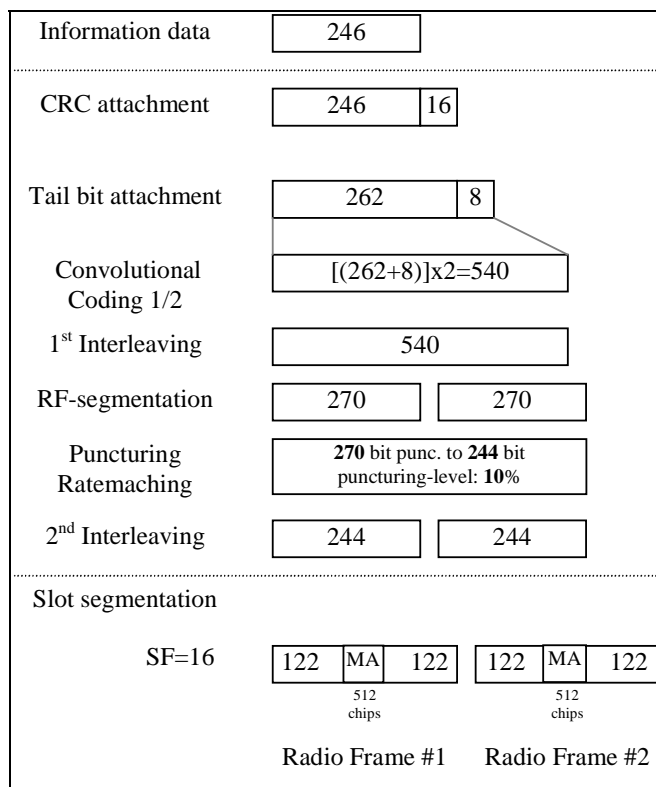 Information data
246
CRC attachment
246 16
Tail bit attachment
262 8
Convolutional
Coding 1/2
[(262+8)]x2=540
1st Interleaving
540
RF-segmentation
270 270
Puncturing
Ratemaching
270 bit punc. to 244 bit
puncturing-level: 10%
2nd Interleaving
244 244
Slot segmentation
SF=16
122 MA 122 122 MA 122
512 512
chips chips
Radio Frame #1 Radio Frame #2